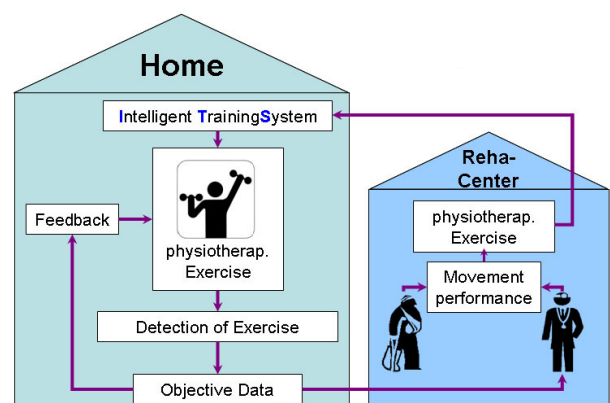 Home
Intelligent TrainingSystem
Feedback
physiotherap.
Exercise
Detection of Exercise
Objective Data
Reha-
Center
physiotherap.
Exercise
Movement
performance